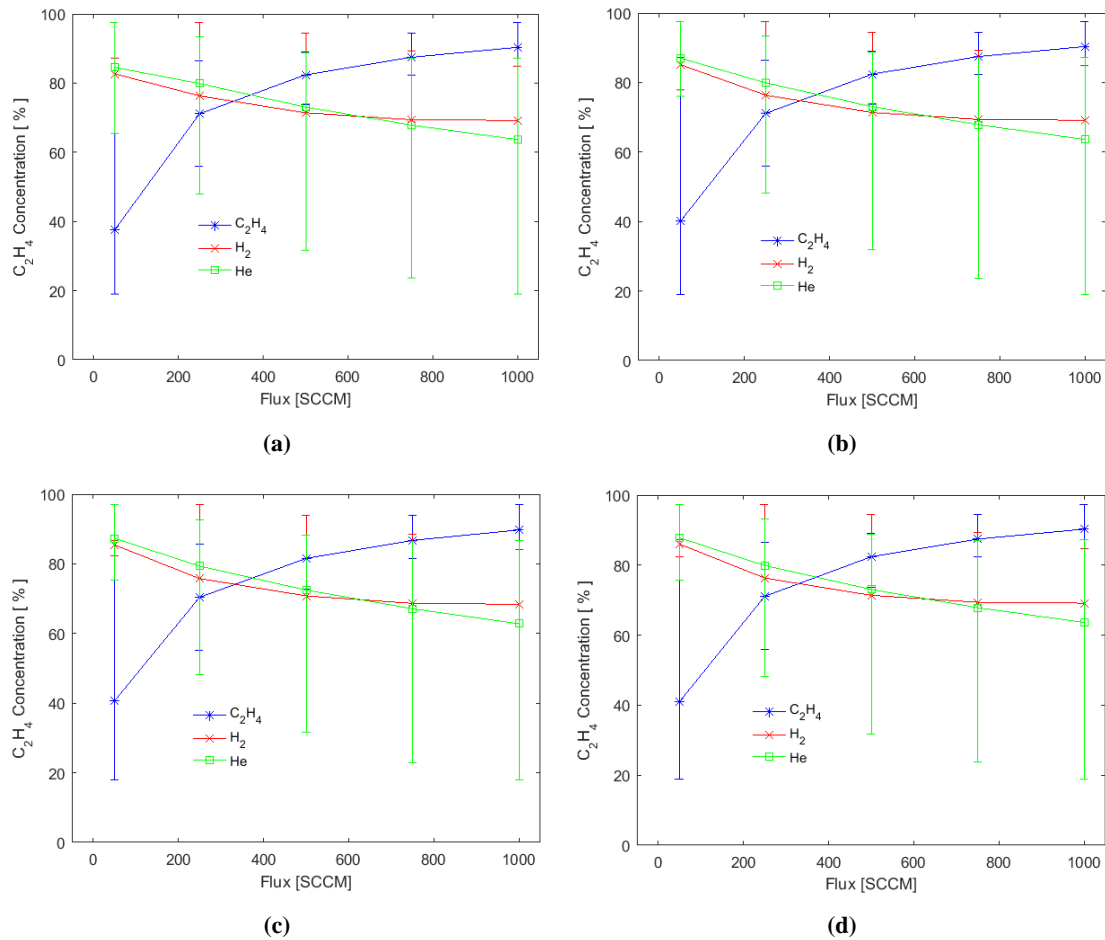 100
80
60
40
20
0
C2H4 Concentration [ % ]
C2H4
H2
He
0 200 400 600 800 1000
Flux [SCCM]
(a)
100
80
60
40
20
0
C2H4 Concentration [ % ]
C2H4
H2
He
0 200 400 600 800 1000
Flux [SCCM]
(b)
100
80
60
40
20
0
C2H4 Concentration [ % ]
C2H4
H2
He
0 200 400 600 800 1000
Flux [SCCM]
(c)
100
80
60
40
20
0
C2H4 Concentration [ % ]
C2H4
H2
He
0 200 400 600 800 1000
Flux [SCCM]
(d)